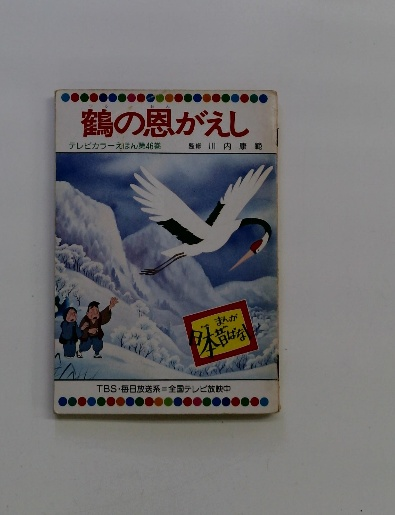 鶴の恩がえし
テレビカラーえほん第46巻 監修 川内康範
まんが
日本昔ばなし
TBS・毎日放送系=全国テレビ放映中